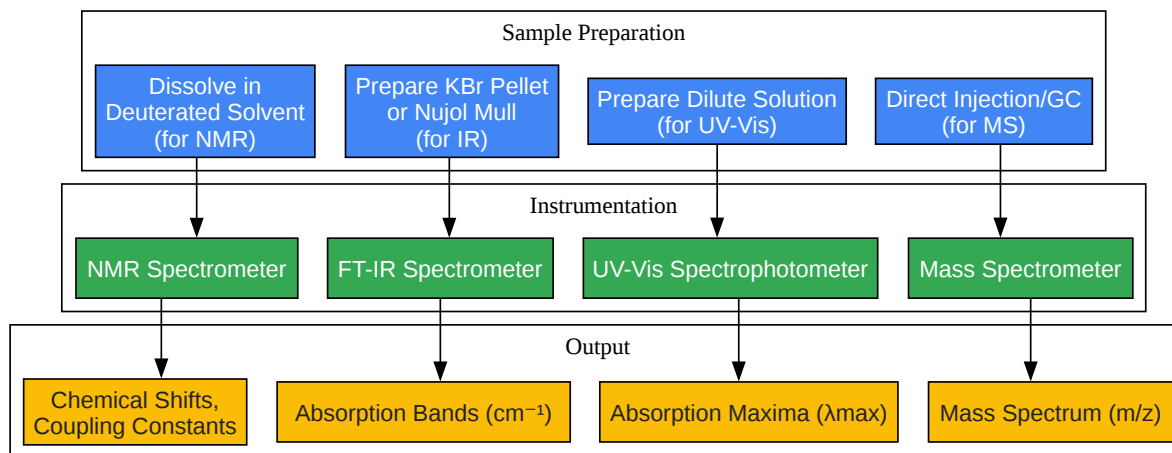 Sample Preparation
Dissolve in
Deuterated Solvent
(for NMR)
Prepare KBr Pellet
or Nujol Mull
(for IR)
Prepare Dilute Solution
(for UV-Vis)
Direct Injection/GC
(for MS)
Instrumentation
NMR Spectrometer
FT-IR Spectrometer
UV-Vis Spectrophotometer
Mass Spectrometer
Output
Chemical Shifts,
Coupling Constants
Absorption Bands (cm⁻¹)
Absorption Maxima (λmax)
Mass Spectrum (m/z)